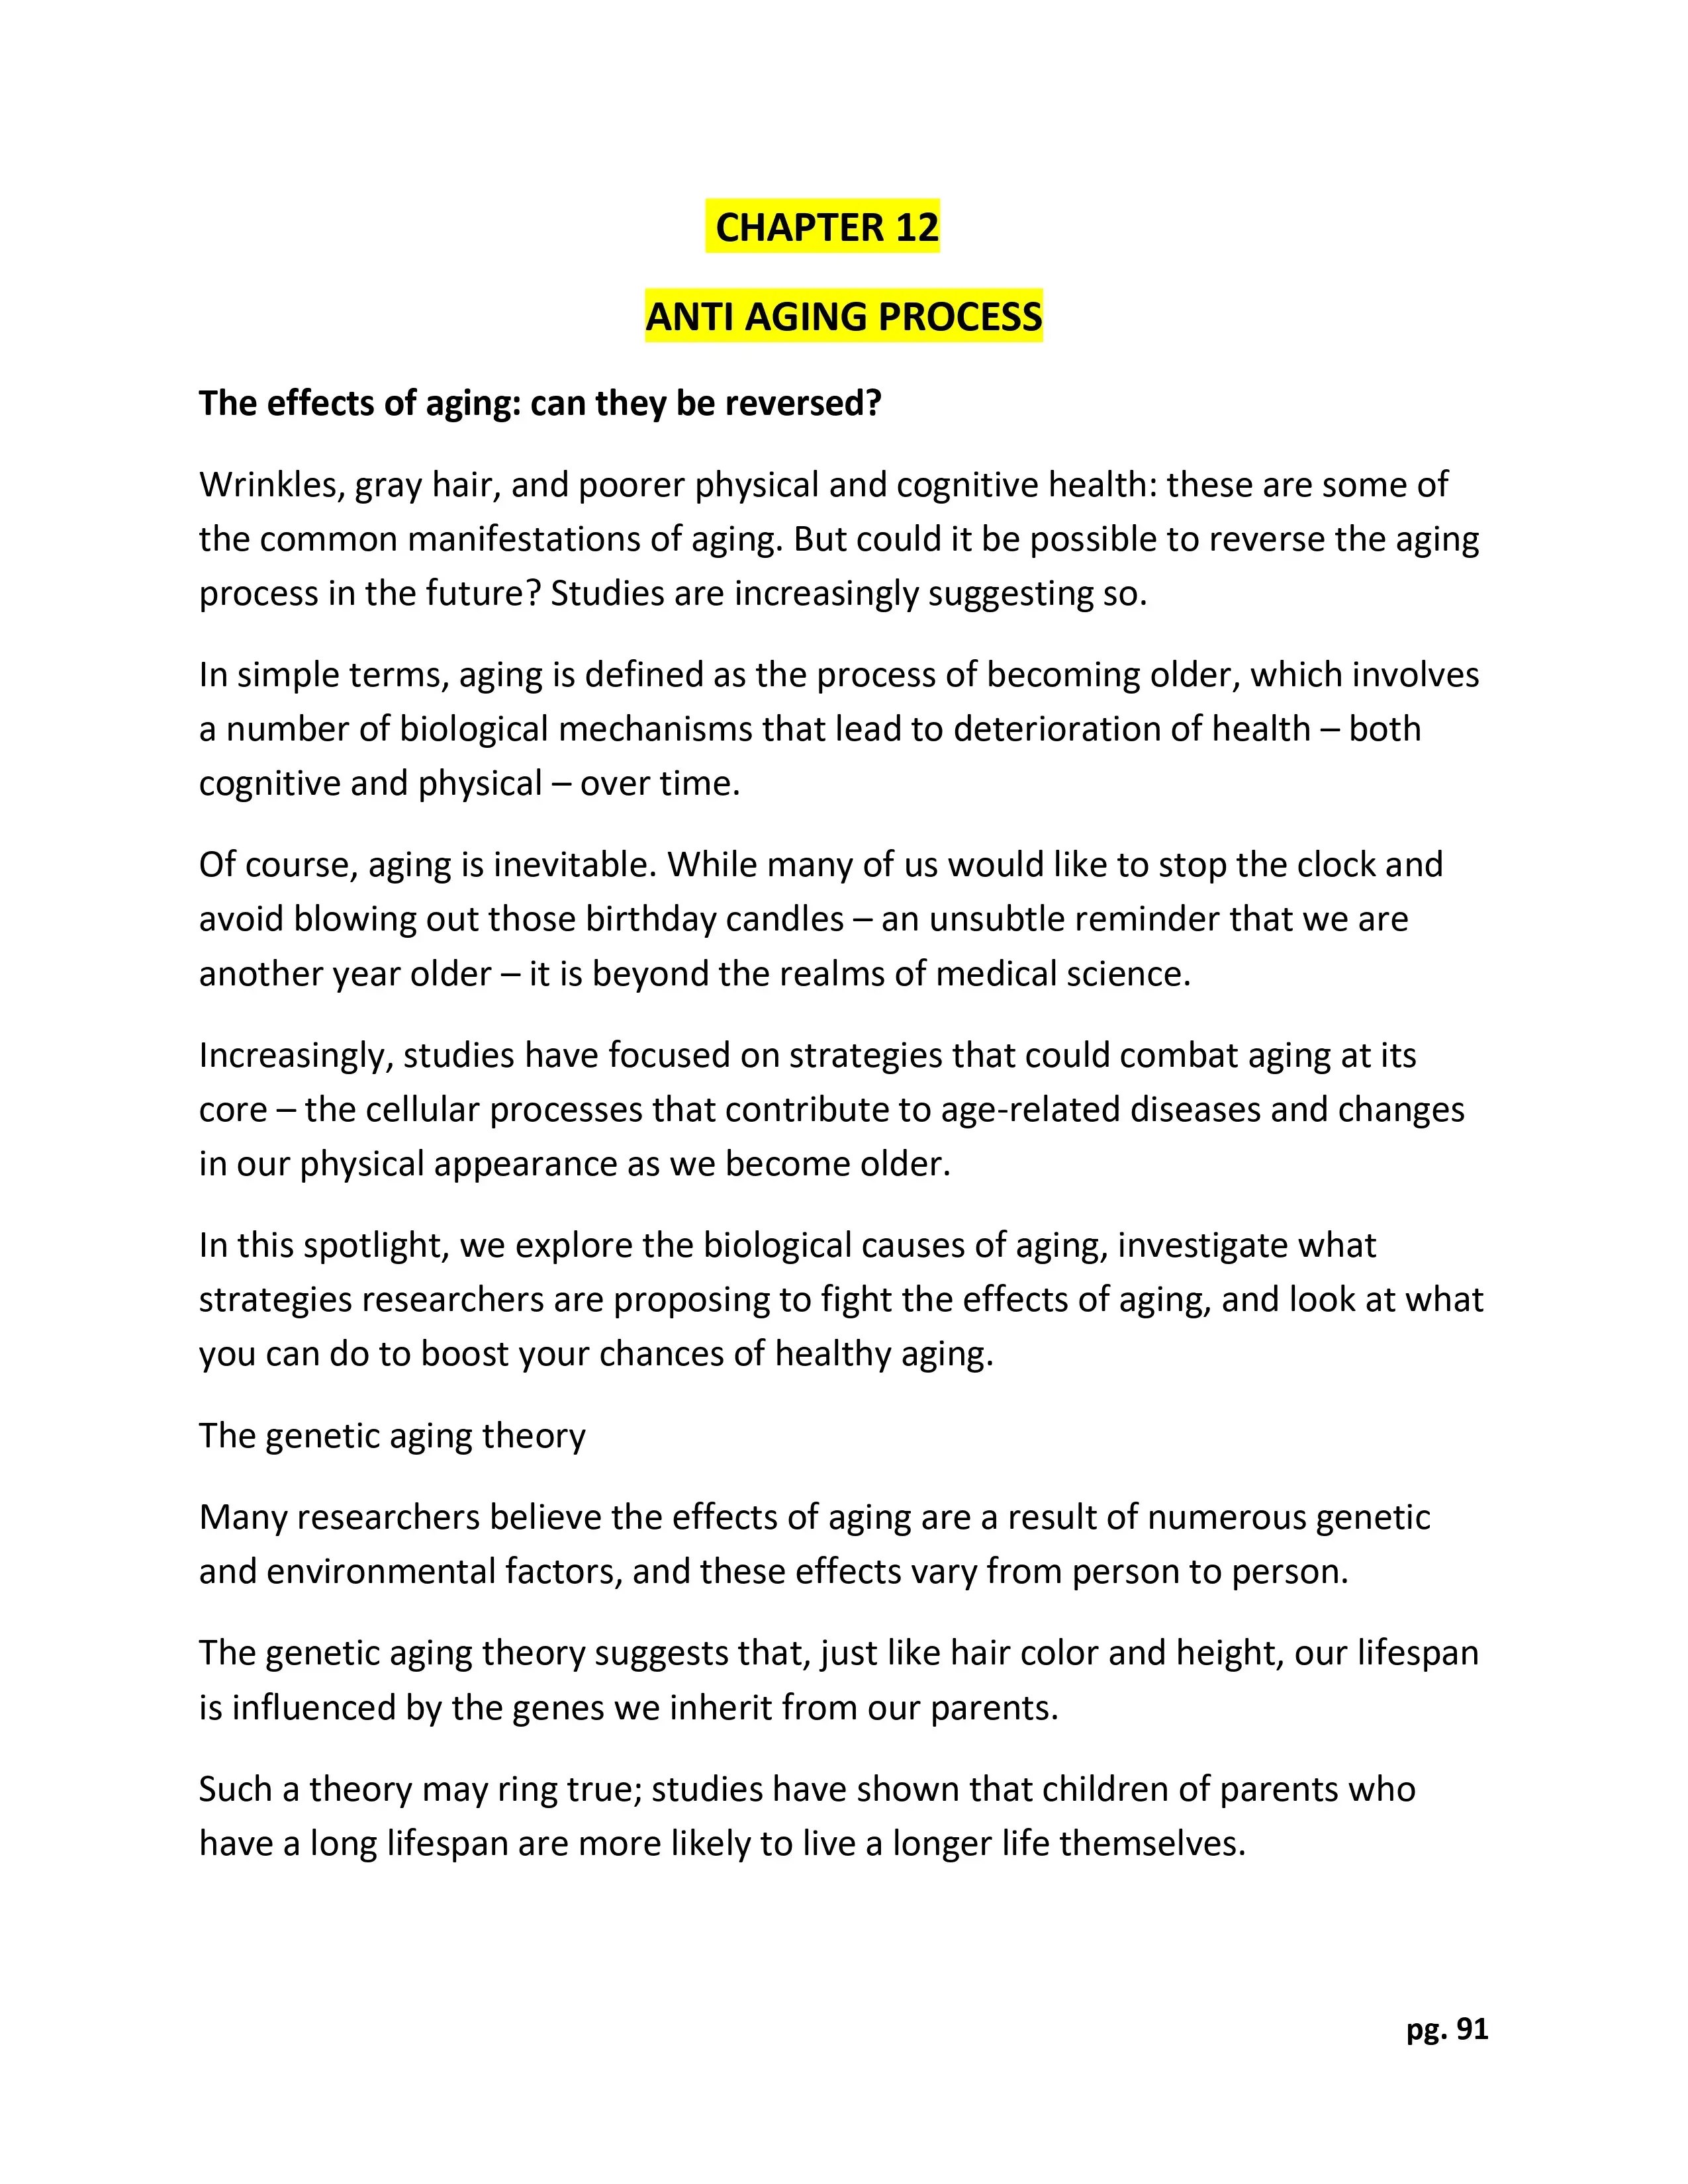 CHAPTER 12
ANTI AGING PROCESS
The effects of aging: can they be reversed?
Wrinkles, gray hair, and poorer physical and cognitive health: these are some of
the common manifestations of aging. But could it be possible to reverse the aging
process in the future? Studies are increasingly suggesting so.
In simple terms, aging is defined as the process of becoming older, which involves
a number of biological mechanisms that lead to deterioration of health – both
cognitive and physical – over time.
Of course, aging is inevitable. While many of us would like to stop the clock and
avoid blowing out those birthday candles – an unsubtle reminder that we are
another year older – it is beyond the realms of medical science.
Increasingly, studies have focused on strategies that could combat aging at its
core – the cellular processes that contribute to age-related diseases and changes
in our physical appearance as we become older.
In this spotlight, we explore the biological causes of aging, investigate what
strategies researchers are proposing to fight the effects of aging, and look at what
you can do to boost your chances of healthy aging.
The genetic aging theory
Many researchers believe the effects of aging are a result of numerous genetic
and environmental factors, and these effects vary from person to person.
The genetic aging theory suggests that, just like hair color and height, our lifespan
is influenced by the genes we inherit from our parents.
Such a theory may ring true; studies have shown that children of parents who
have a long lifespan are more likely to live a longer life themselves.
pg. 91